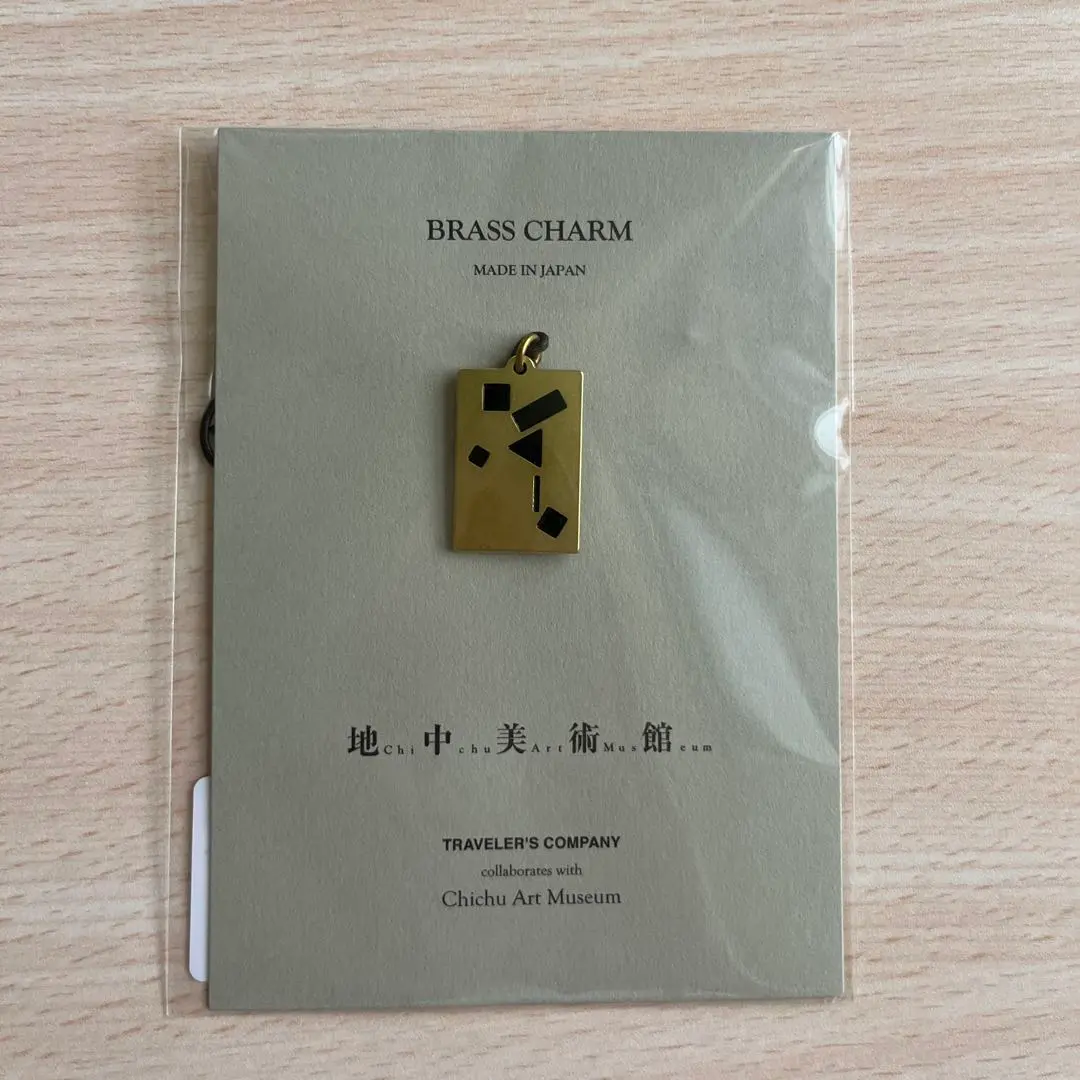 BRASS CHARM
MADE IN JAPAN
地Chi中chu美Art術Mus館eum
TRAVELER'S COMPANY
collaborates with
Chichu Art Museum